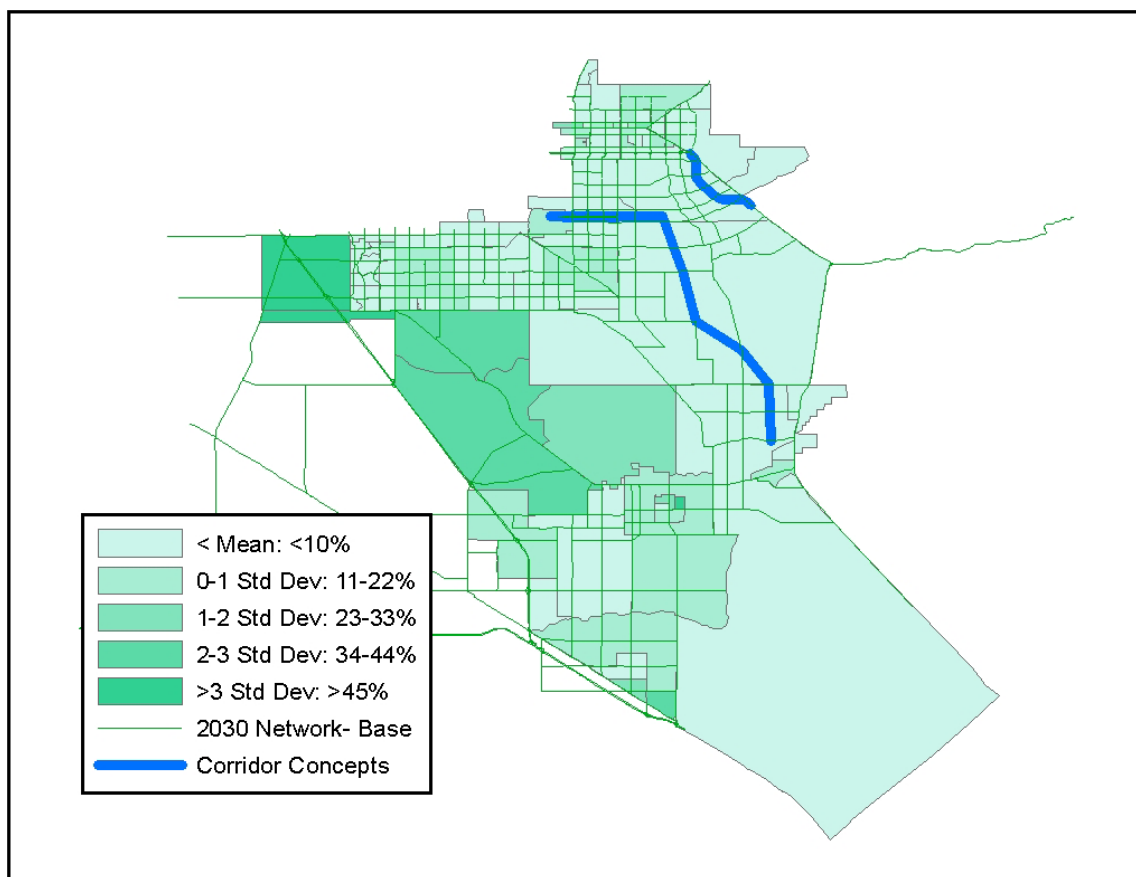 < Mean: <10%
0-1 Std Dev: 11-22%
1-2 Std Dev: 23-33%
2-3 Std Dev: 34-44%
>3 Std Dev: >45%
2030 Network- Base
Corridor Concepts